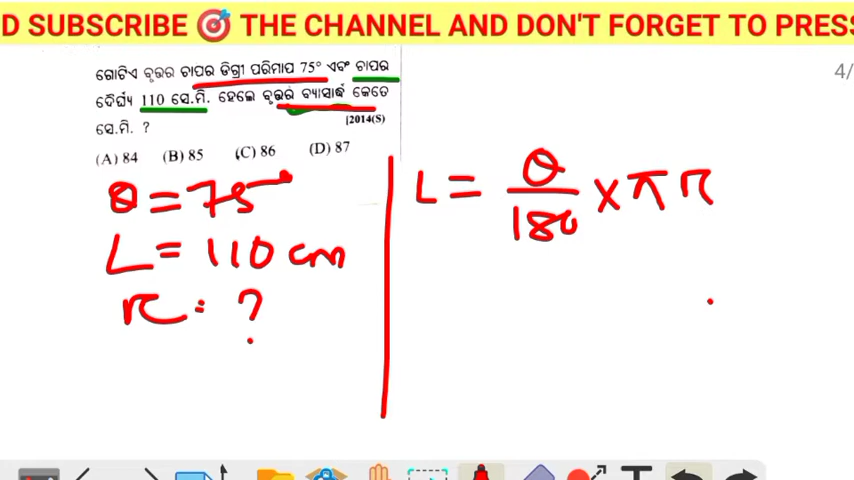 D SUBSCRIBE 🎯 THE CHANNEL AND DON'T FORGET TO PRESS
ଗୋଟିଏ ବୃତ୍ତର ଚାପର ଡିଗ୍ରୀ ପରିମାପ 75° ଏବଂ ଚାପର
ଦୈର୍ଘ୍ୟ 110 ସେ.ମି. ହେଲେ ବୃତ୍ତର ବ୍ୟାସାର୍ଦ୍ଧ କେତେ
ସେ.ମି. ?
[2014(S)
(A) 84 (B) 85 (C) 86 (D) 87
θ = 75°
L = 110 cm
r = ?
L = θ/180 × π r
4/